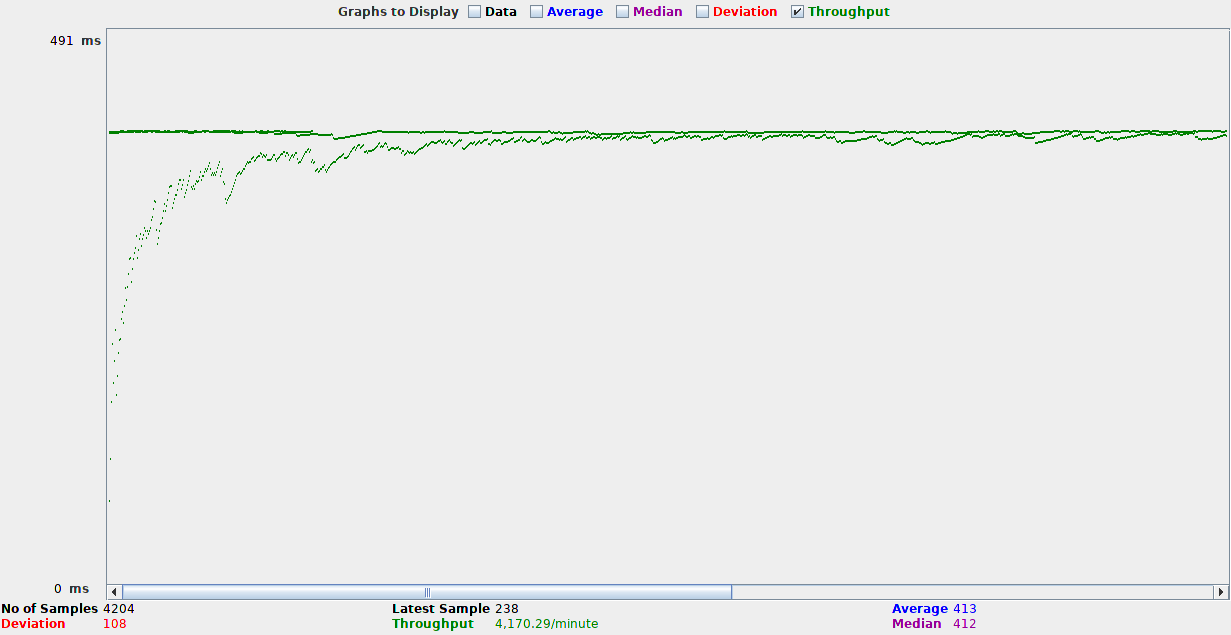 Graphs to Display Data Average Median Deviation Throughput
491 ms
0 ms
No of Samples 4204 Latest Sample 238 Average 413
Deviation 108 Throughput 4,170.29/minute Median 412